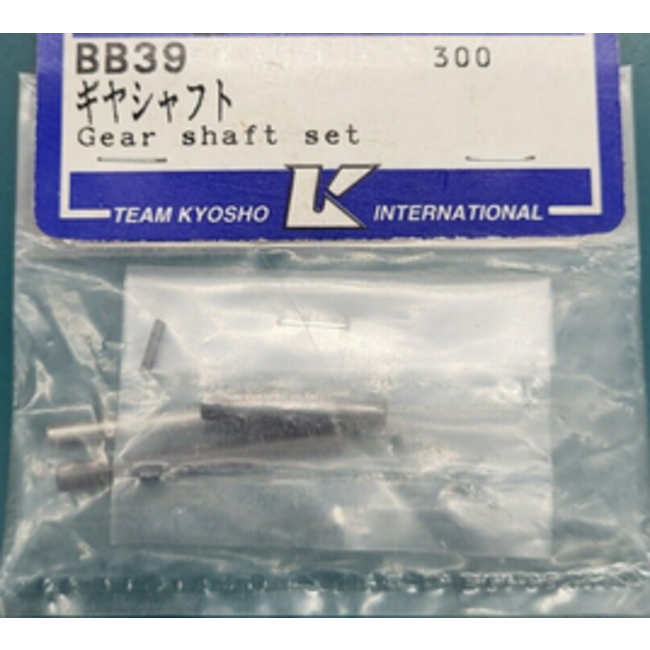 BB39 300
ギヤシャフト
Gear shaft set
TEAM KYOSHO K INTERNATIONAL